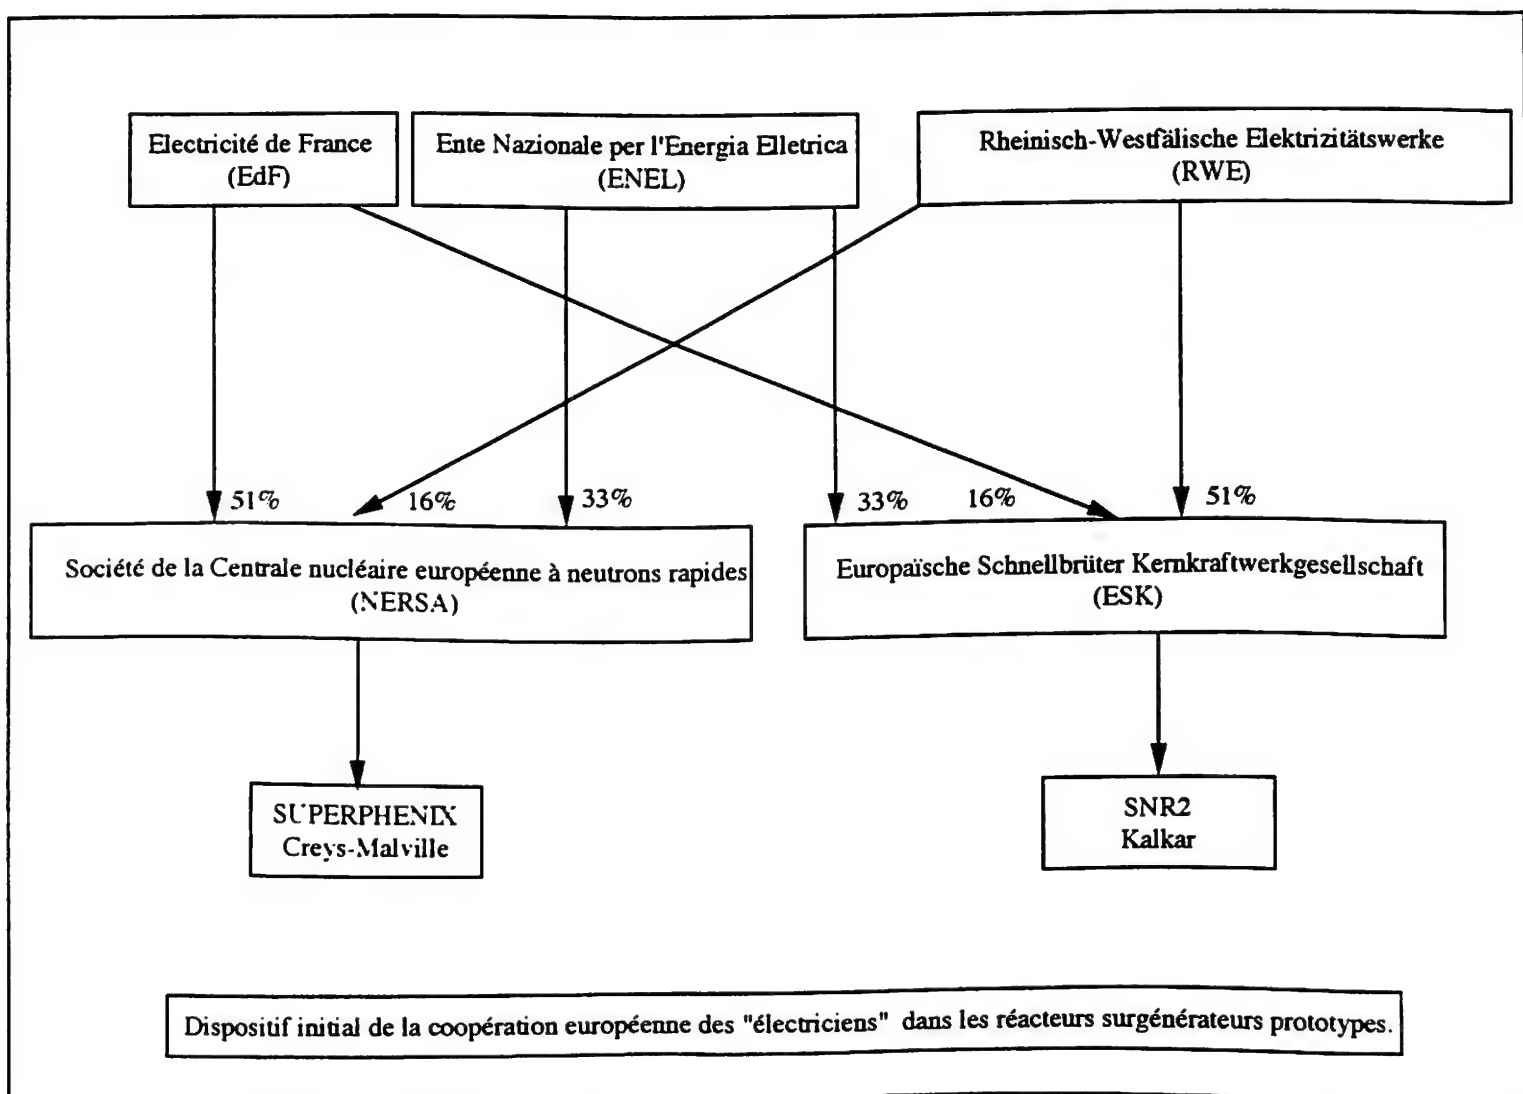 Electricité de France
(EdF)
Ente Nazionale per l'Energia Elletrica
(ENEL)
Rheinisch-Westfälische Elektrizitätswerke
(RWE)
51%
16%
33%
33%
16%
51%
Société de la Centrale nucléaire européenne à neutrons rapides
(NERSA)
Europaïsche Schnellbrüter Kernkraftwerkgesellschaft
(ESK)
SUPERPHENIX
Creys-Malville
SNR2
Kalkar
Dispositif initial de la coopération européenne des "électriciens" dans les réacteurs surgénérateurs prototypes.